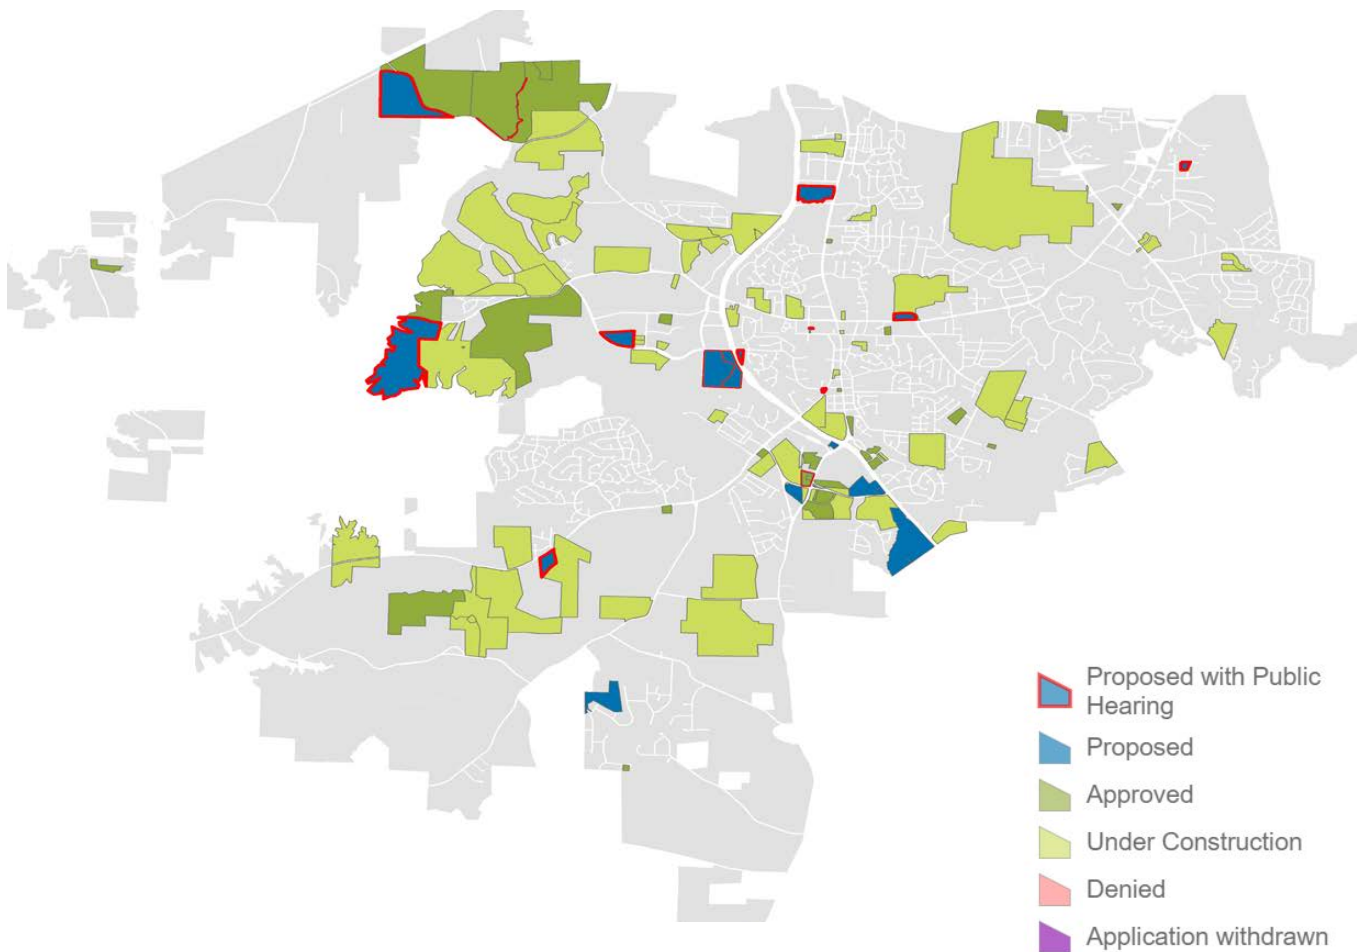 Proposed with Public
Hearing
Proposed
Approved
Under Construction
Denied
Application withdrawn